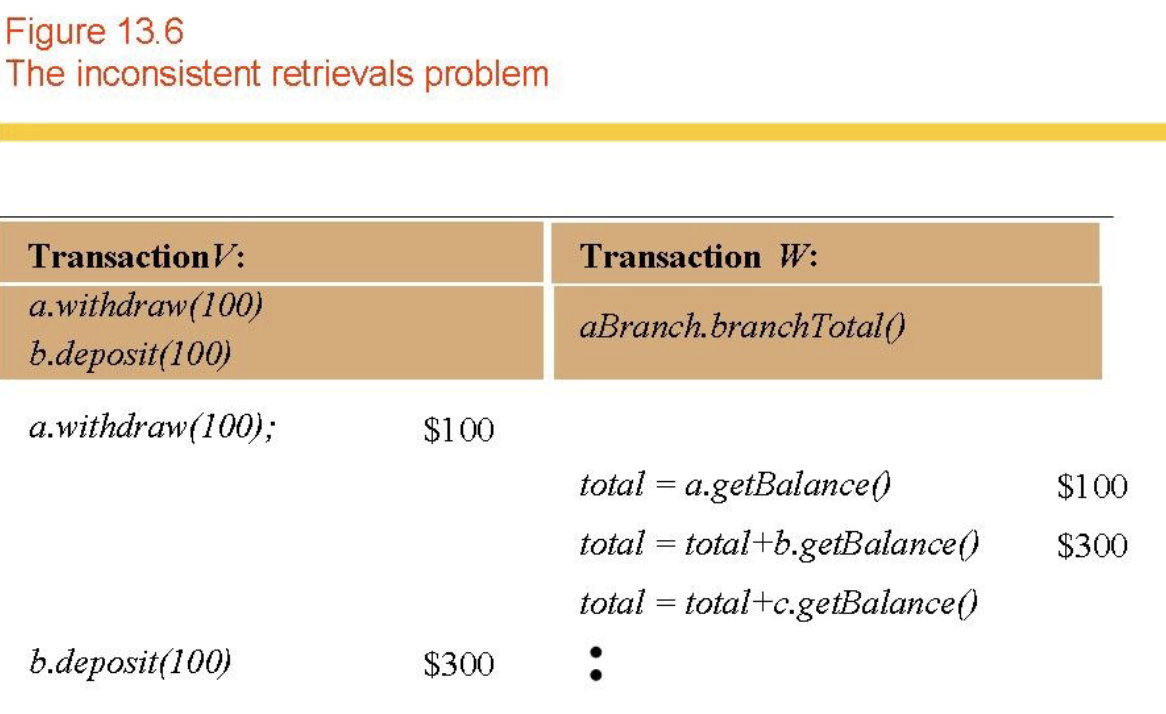 Figure 13.6
The inconsistent retrievals problem
TransactionV:
Transaction W:
a.withdraw(100)
b.deposit(100)
aBranch.branchTotal()
a.withdraw(100); $100
total = a.getBalance() $100
total = total+b.getBalance() $300
total = total+c.getBalance()
b.deposit(100) $300 :